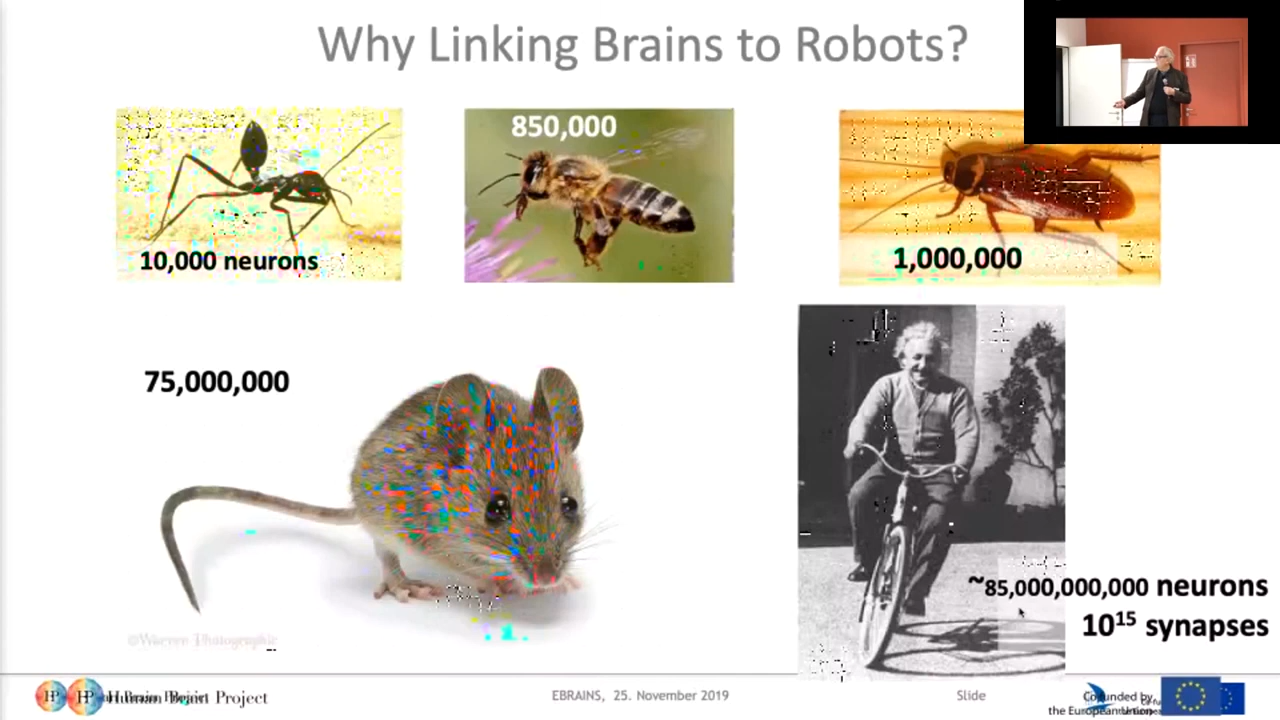 Why Linking Brains to Robots?
10,000 neurons
850,000
1,000,000
75,000,000
~85,000,000,000 neurons
10¹⁵ synapses
©Warren Photographic
Human Brain Project
EBRAINS, 25. November 2019
Slide
Co-funded by
the European Union